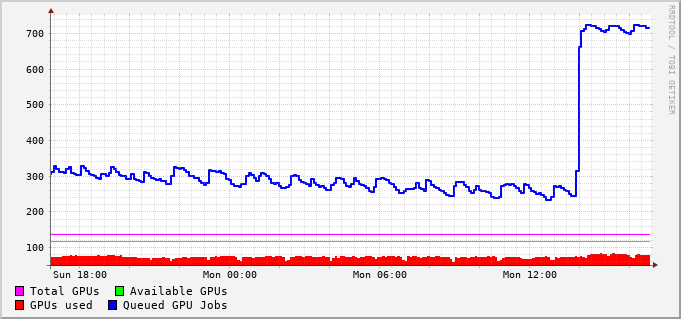 RRDTOOL / TOBI OETIKER
700
600
500
400
300
200
100
Sun 18:00 Mon 00:00 Mon 06:00 Mon 12:00
Total GPUs Available GPUs
GPUs used Queued GPU Jobs